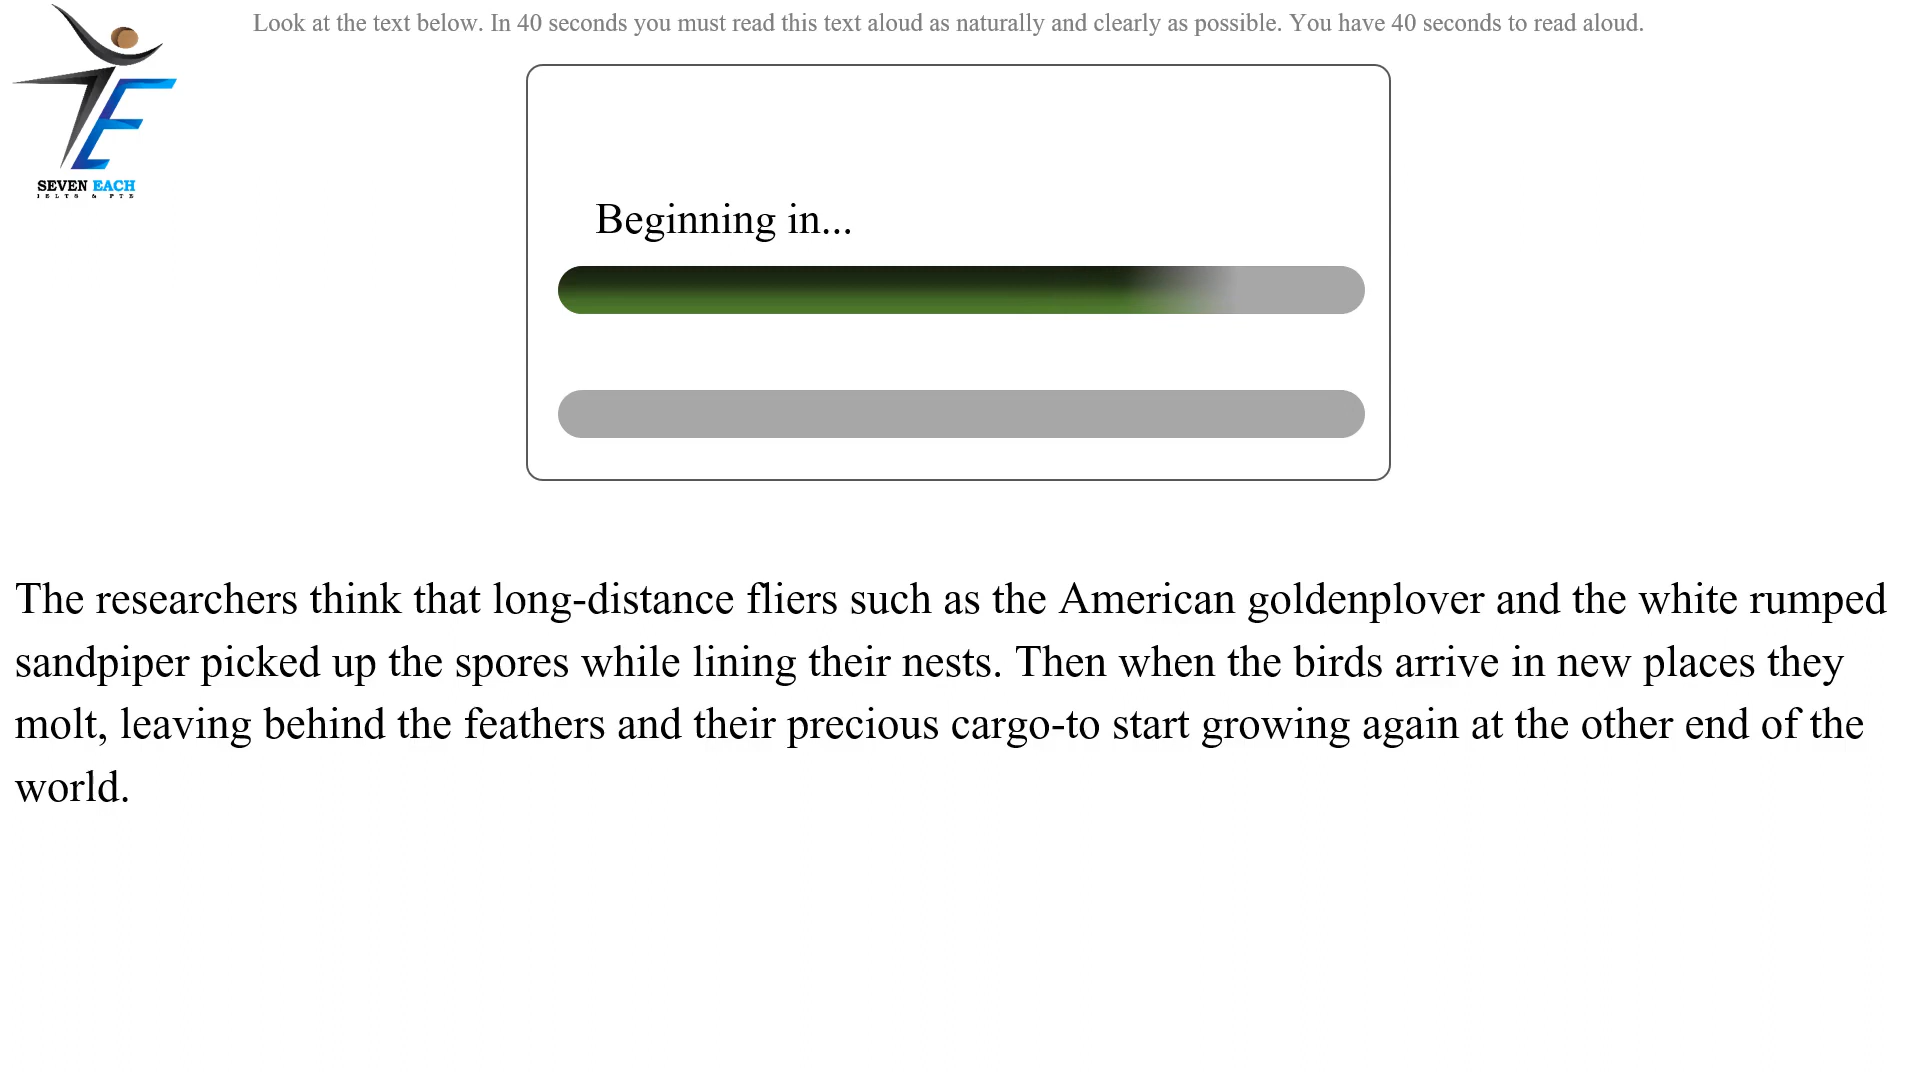 Look at the text below. In 40 seconds you must read this text aloud as naturally and clearly as possible. You have 40 seconds to read aloud.
SEVEN EACH
IELTS & PTE
Beginning in...
The researchers think that long-distance fliers such as the American goldenplover and the white rumped
sandpiper picked up the spores while lining their nests. Then when the birds arrive in new places they
molt, leaving behind the feathers and their precious cargo-to start growing again at the other end of the
world.